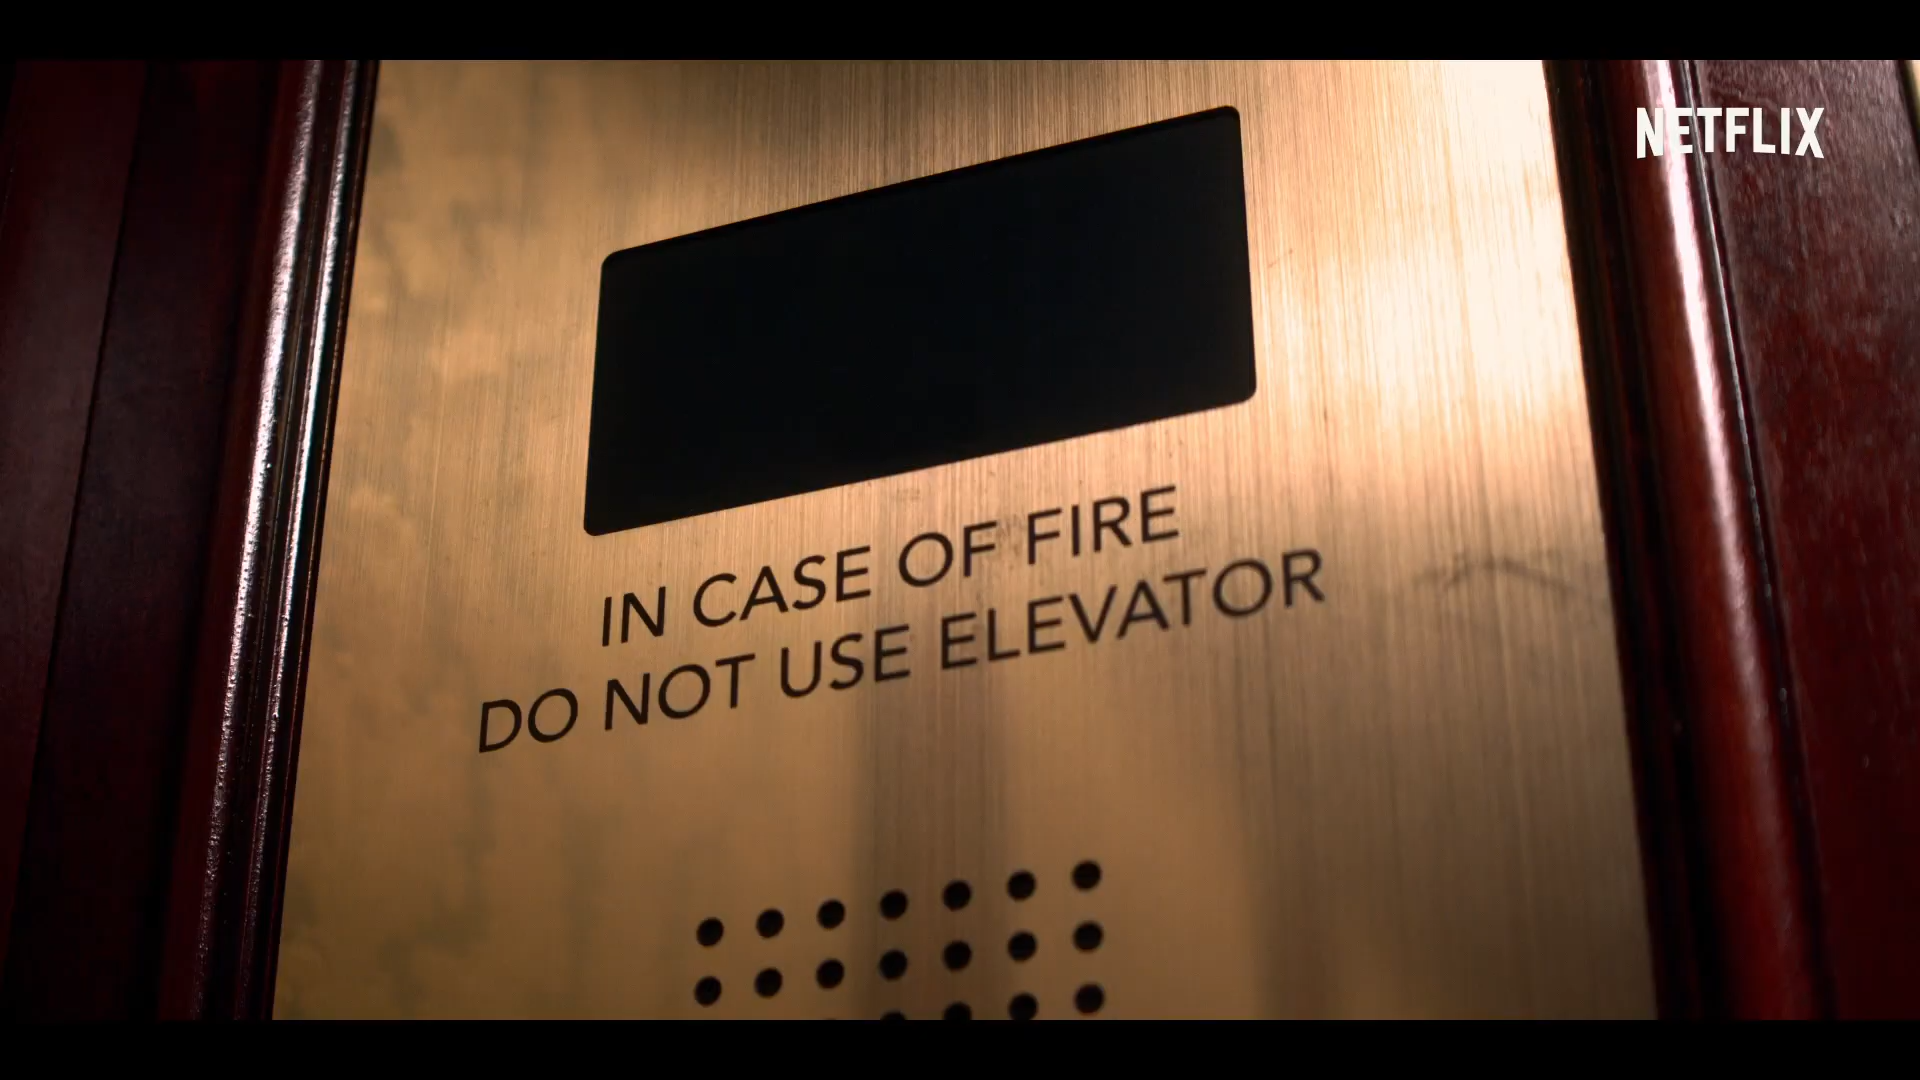 NETFLIX
IN CASE OF FIRE
DO NOT USE ELEVATOR